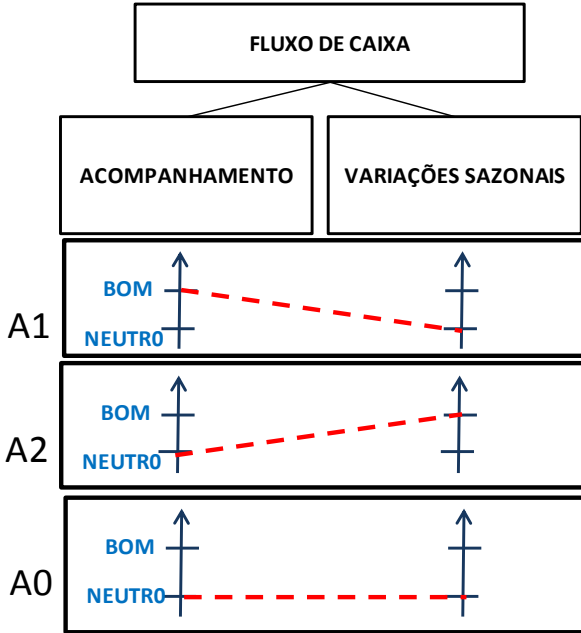 FLUXO DE CAIXA
ACOMPANHAMENTO
VARIAÇÕES SAZONAIS
BOM
A1
NEUTR0
BOM
A2
NEUTR0
BOM
A0
NEUTR0